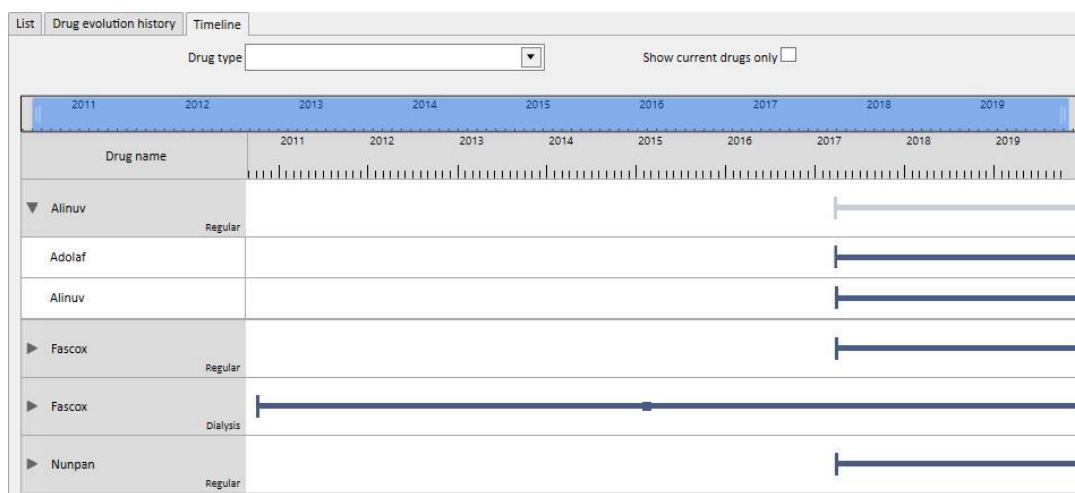 List Drug evolution history Timeline
Drug type Show current drugs only
2011 2012 2013 2014 2015 2016 2017 2018 2019
Drug name 2011 2012 2013 2014 2015 2016 2017 2018 2019
Alinuv
Regular
Adolaf
Alinuv
Fascox
Regular
Fascox
Dialysis
Nunpan
Regular